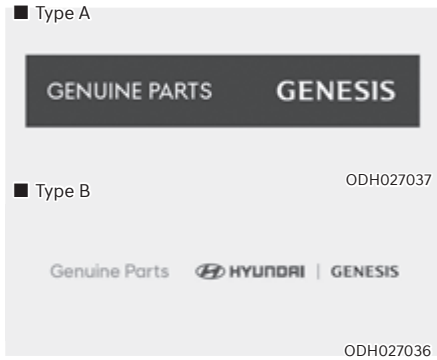 ■ Type A
GENUINE PARTS GENESIS
ODH027037
■ Type B
Genuine Parts HYUNDAI | GENESIS
ODH027036